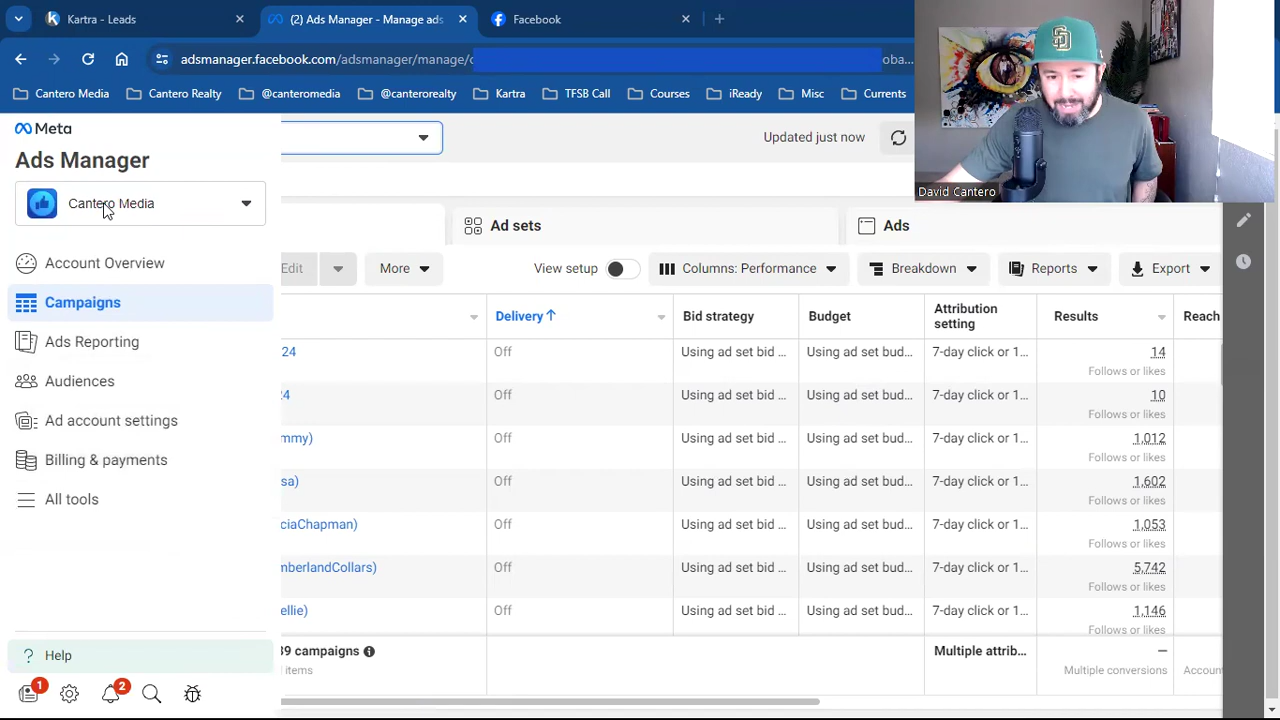 Kartra - Leads
(2) Ads Manager - Manage ads
Facebook
adsmanager.facebook.com/adsmanager/manage/c
oba...
Cantero Media
Cantero Realty
@canteromedia
@canterorealty
Kartra
TFSB Call
Courses
iReady
Misc
Currents
Meta
Ads Manager
Updated just now
David Cantero
Cantero Media
Account Overview
Campaigns
Ads Reporting
Audiences
Ad account settings
Billing & payments
All tools
Help
1
2
Ad sets
Ads
Edit
More
View setup
Columns: Performance
Breakdown
Reports
Export
Delivery ↑
Bid strategy
Budget
Attribution setting
Results
Reach
24
Off
Using ad set bid ...
Using ad set bud...
7-day click or 1...
14
Follows or likes
24
Off
Using ad set bid ...
Using ad set bud...
7-day click or 1...
10
Follows or likes
mmy)
Off
Using ad set bid ...
Using ad set bud...
7-day click or 1...
1,012
Follows or likes
sa)
Off
Using ad set bid ...
Using ad set bud...
7-day click or 1...
1,602
Follows or likes
ciaChapman)
Off
Using ad set bid ...
Using ad set bud...
7-day click or 1...
1,053
Follows or likes
mberlandCollars)
Off
Using ad set bid ...
Using ad set bud...
7-day click or 1...
5,742
Follows or likes
ellie)
Off
Using ad set bid ...
Using ad set bud...
7-day click or 1...
1,146
Follows or likes
39 campaigns
items
Multiple attrib...
—
Multiple conversions
Accou